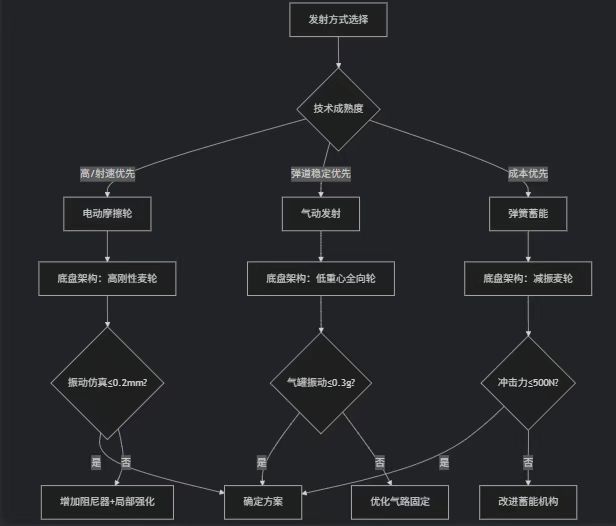 发射方式选择
技术成熟度
高/射速优先
弹道稳定优先
成本优先
电动摩擦轮
气动发射
弹簧蓄能
底盘架构：高刚性麦轮
底盘架构：低重心全向轮
底盘架构：减振麦轮
振动仿真≤0.2mm?
气罐振动≤0.3g?
冲击力≤500N?
是
否
是
否
是
否
增加阻尼器+局部强化
确定方案
优化气路固定
改进蓄能机构